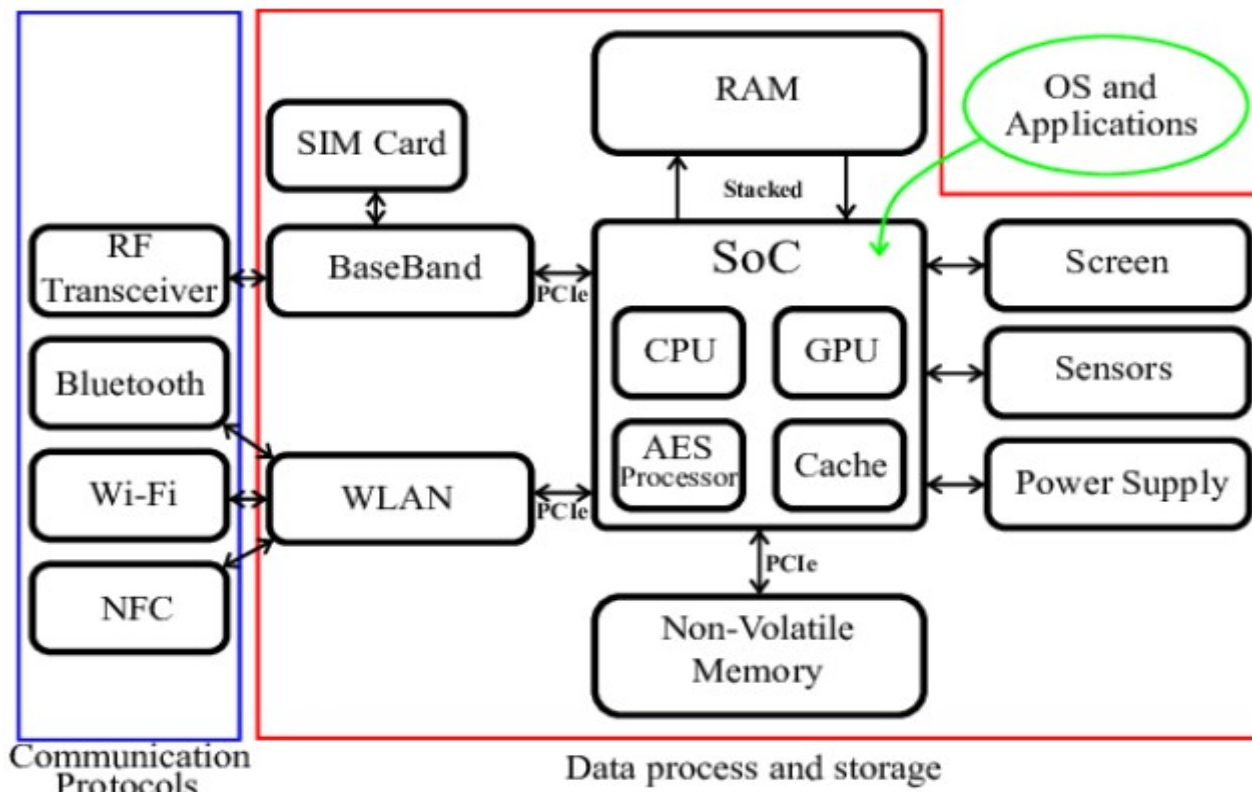 RAM
OS and
Applications
SIM Card
Stacked
RF
Transceiver
BaseBand
PCIe
SoC
Screen
CPU
GPU
Sensors
Bluetooth
AES
Processor
Cache
Wi-Fi
WLAN
PCIe
Power Supply
PCIe
NFC
Non-Volatile
Memory
Communication
Protocols
Data process and storage